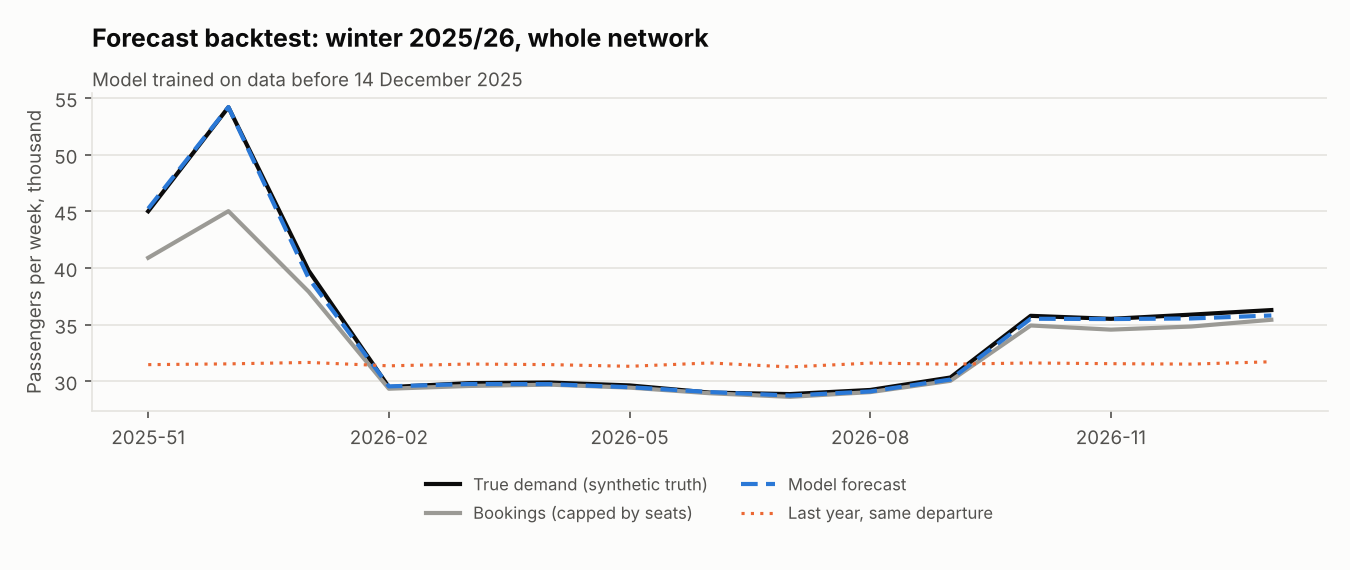 Forecast backtest: winter 2025/26, whole network
Model trained on data before 14 December 2025
Passengers per week, thousand
55
50
45
40
35
30
2025-51
2026-02
2026-05
2026-08
2026-11
True demand (synthetic truth)
Model forecast
Bookings (capped by seats)
Last year, same departure